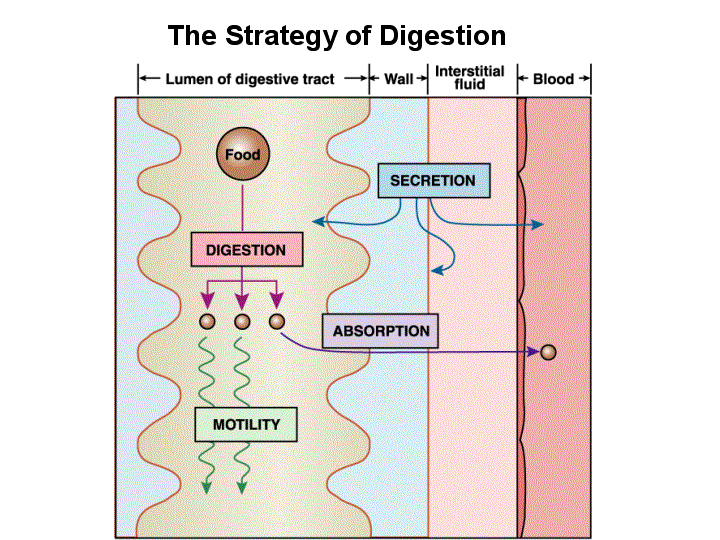 The Strategy of Digestion
Lumen of digestive tract
Wall
Interstitial
fluid
Blood
Food
SECRETION
DIGESTION
ABSORPTION
MOTILITY